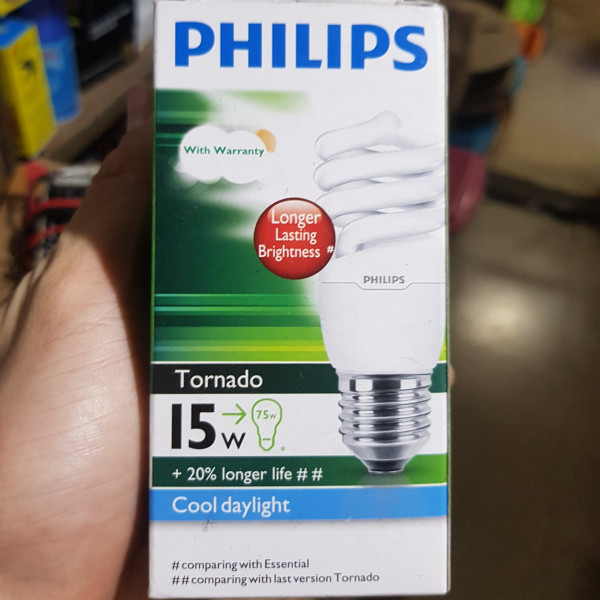 PHILIPS
With Warranty
Longer
Lasting
Brightness #
PHILIPS
Tornado
15w
75w
*
+ 20% longer life # #
Cool daylight
# comparing with Essential
# # comparing with last version Tornado